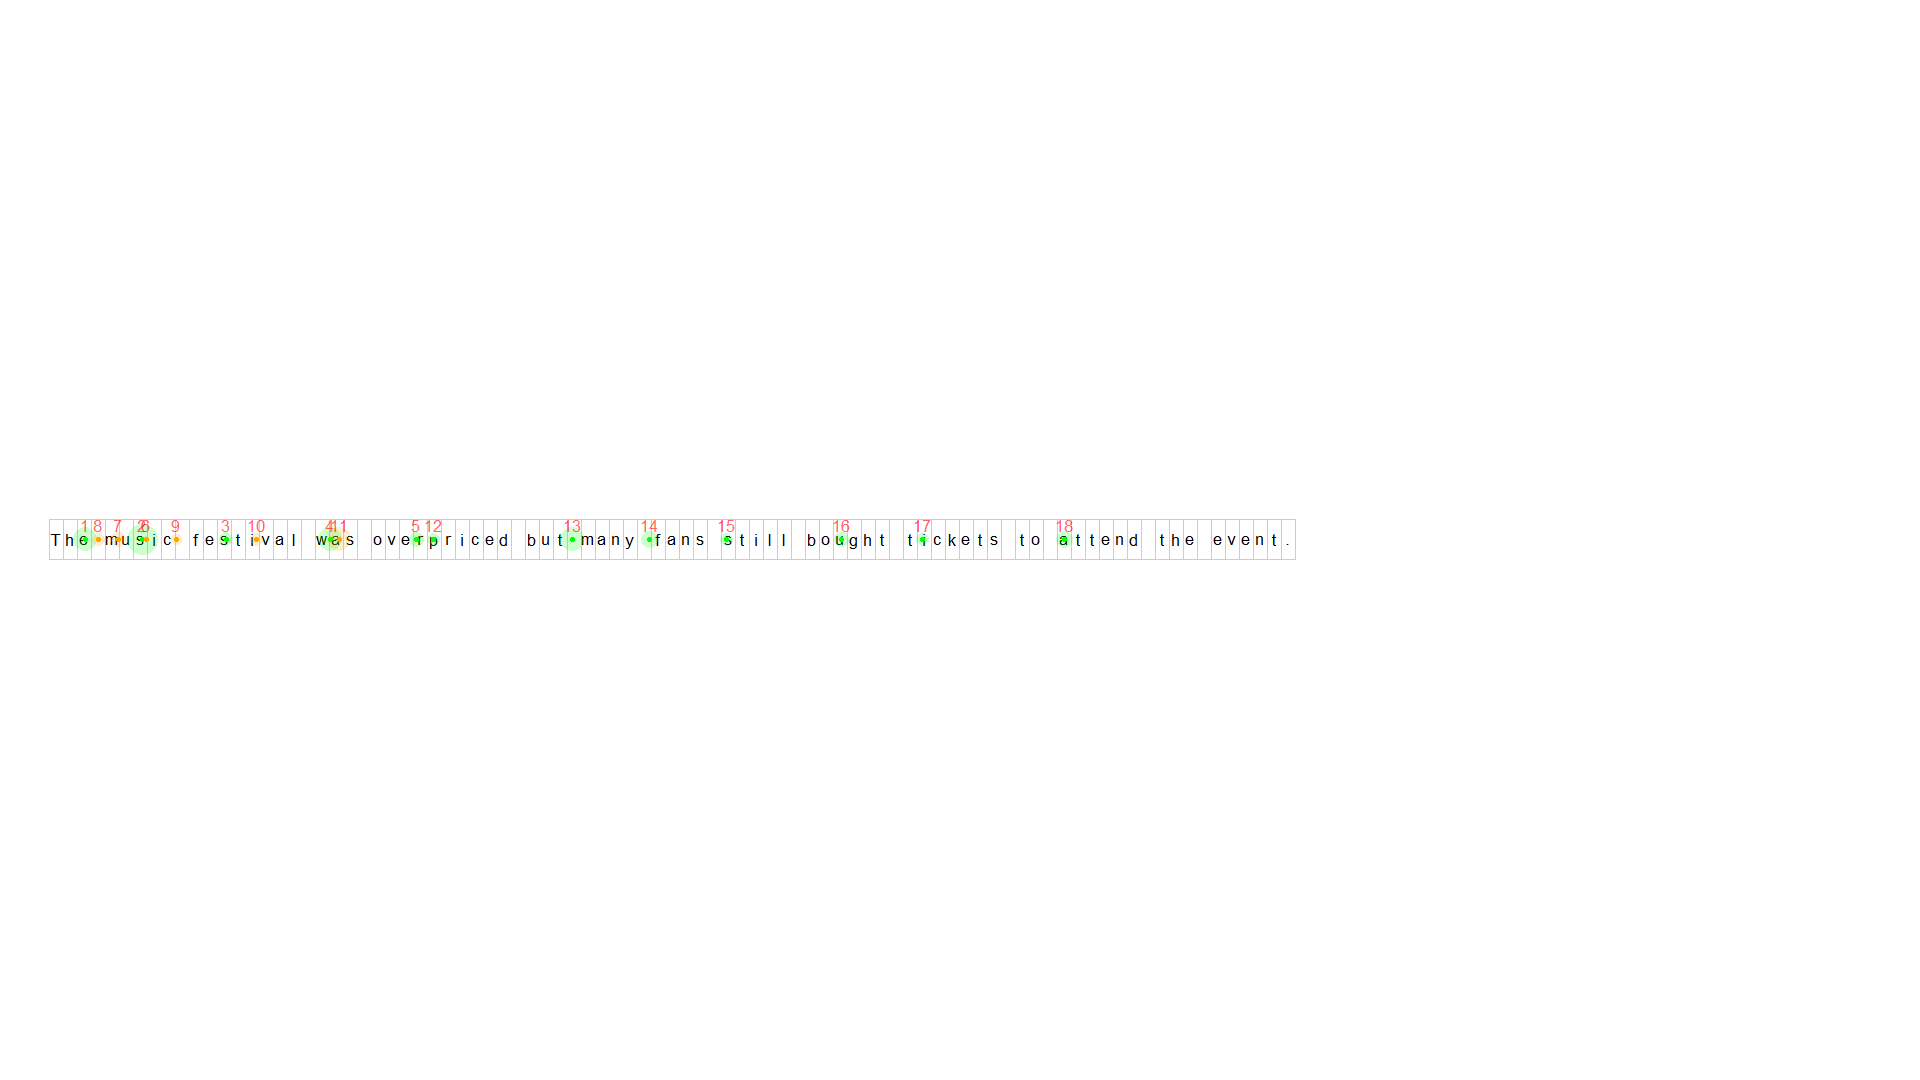 1 8 7 2 6 9 3 10 4 11 5 12 13 14 15 16 17 18
The music festival was overpriced but many fans still bought tickets to attend the event.